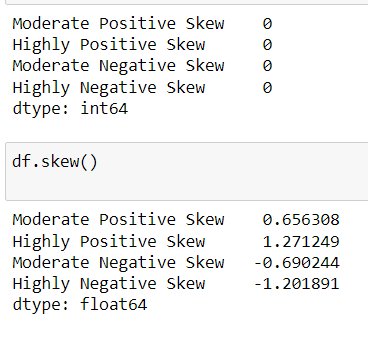 Moderate Positive Skew    0
Highly Positive Skew      0
Moderate Negative Skew    0
Highly Negative Skew      0
dtype: int64
df.skew()
Moderate Positive Skew    0.656308
Highly Positive Skew      1.271249
Moderate Negative Skew   -0.690244
Highly Negative Skew     -1.201891
dtype: float64